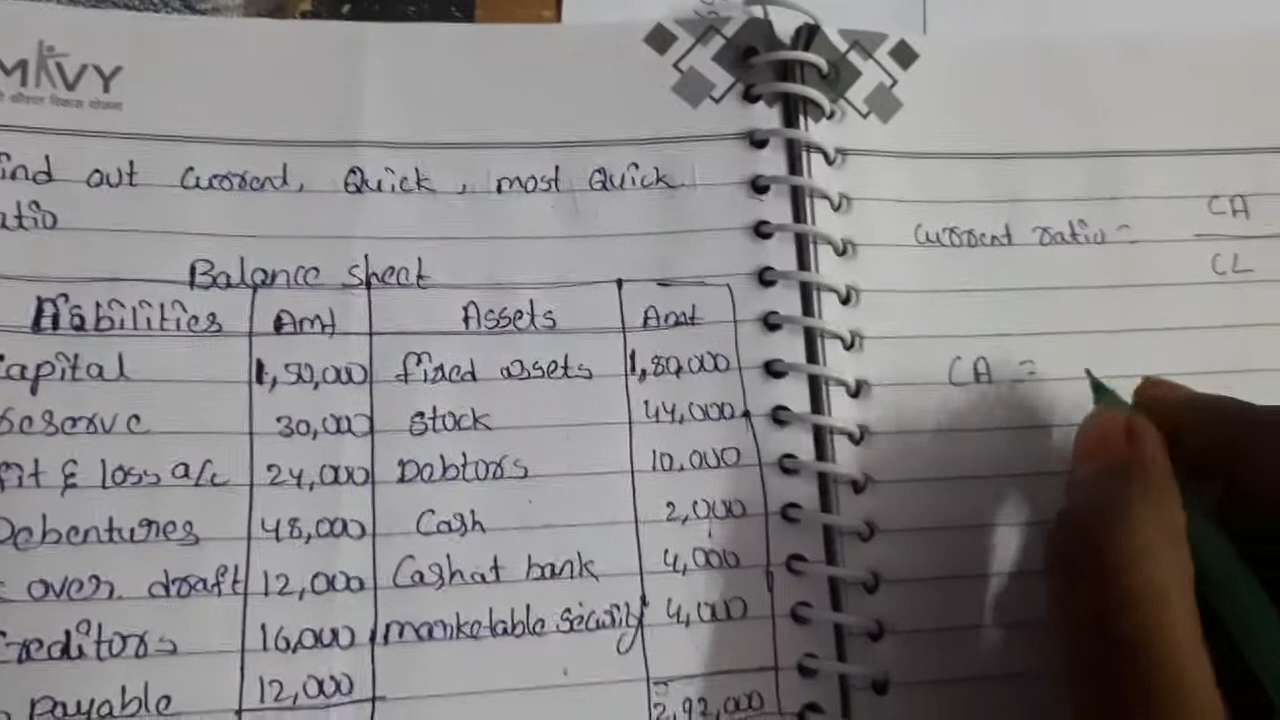 MKVY
कौशल विकास योजना
ind out current, Quick, most Quick
atio
Balance sheet
Liabilities Amt Assets Amt
apital 1,50,000 fixed assets 1,80,000
Reserve 30,000 Stock 44,000
fit & loss a/c 24,000 Debtors 10,000
Debentures 48,000 Cash 2,000
over draft 12,000 Cash at bank 4,000
Creditors 16,000 marketable security 4,000
payable 12,000
2,92,000
current ratio = CA
CL
CA =